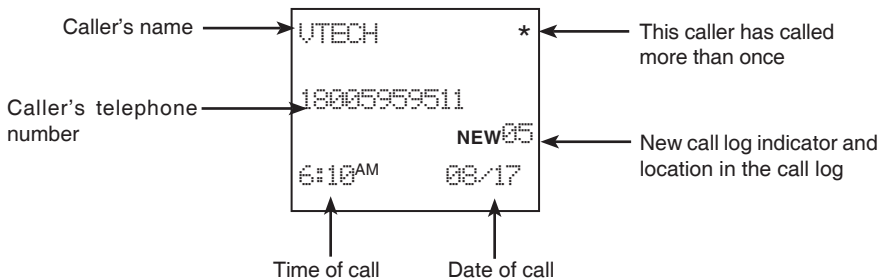 Caller's name
VTECH *
This caller has called
more than once
Caller's telephone
number
18005959511
NEW05
New call log indicator and
location in the call log
6:10AM 08/17
Time of call
Date of call